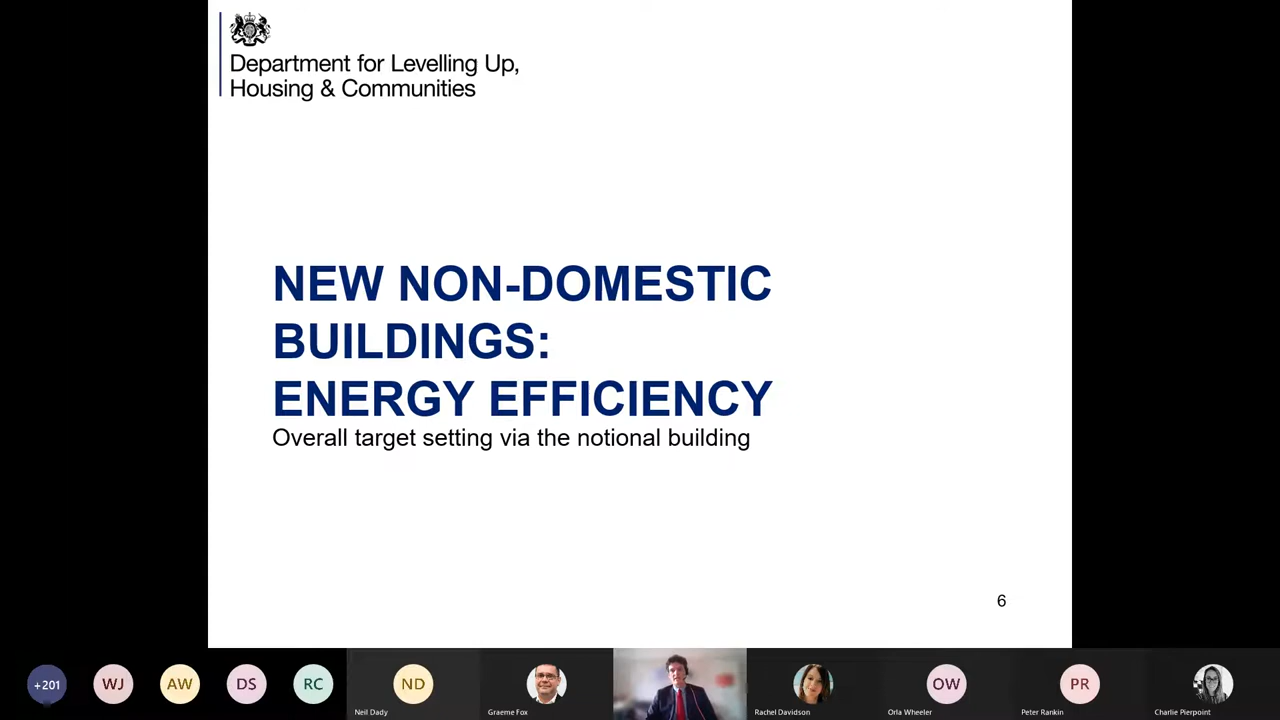 Department for Levelling Up,
Housing & Communities
NEW NON-DOMESTIC
BUILDINGS:
ENERGY EFFICIENCY
Overall target setting via the notional building
6
+201
WJ
AW
DS
RC
ND
OW
PR
Neil Dady
Graeme Fox
Rachel Davidson
Orla Wheeler
Peter Rankin
Charlie Pierpoint